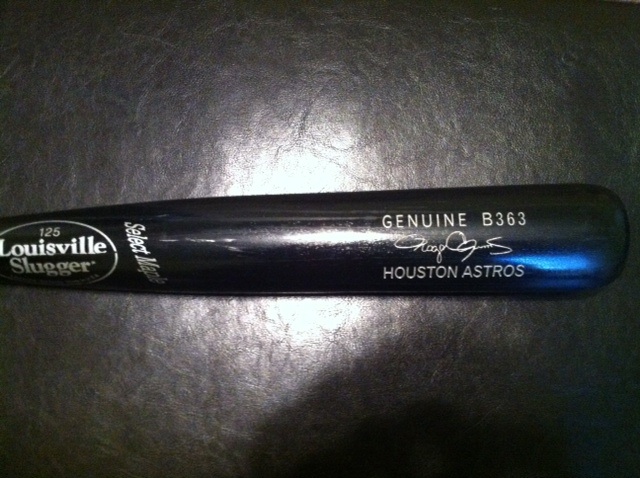 125
Louisville
Slugger
Select Maple
GENUINE B363
HOUSTON ASTROS